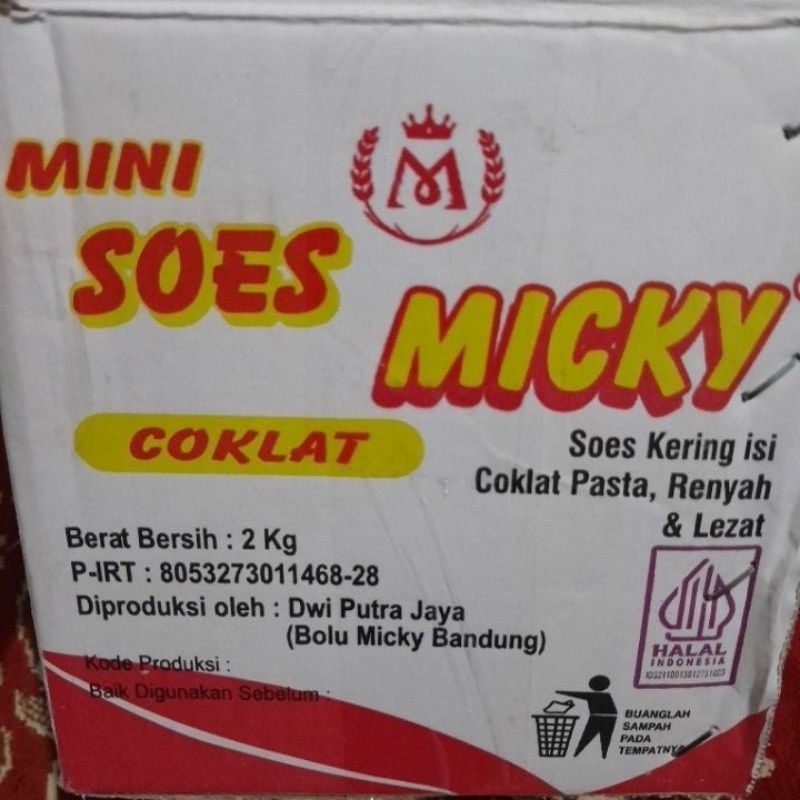 MINI
SOES
M
MICKY
COKLAT
Soes Kering isi
Coklat Pasta, Renyah
& Lezat
Berat Bersih : 2 Kg
P-IRT : 8053273011468-28
Diproduksi oleh : Dwi Putra Jaya
(Bolu Micky Bandung)
Kode Produksi :
Baik Digunakan Sebelum :
HALAL
INDONESIA
BUANGLAH
SAMPAH
PADA
TEMPATNYA